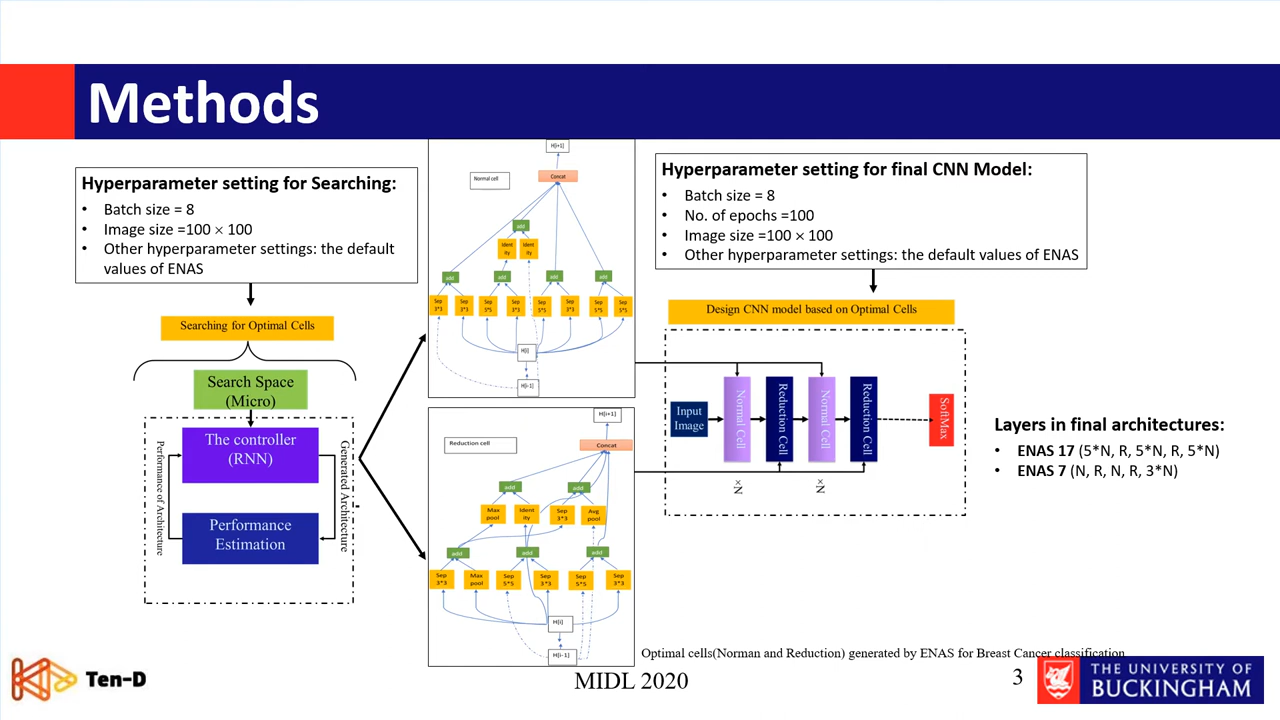 Methods
Hyperparameter setting for Searching:
• Batch size = 8
• Image size =100 × 100
• Other hyperparameter settings: the default
values of ENAS
Searching for Optimal Cells
Search Space
(Micro)
The controller
(RNN)
Performance
Estimation
Performance of Architecture
Generated Architecture
H[i+1]
Normal cell
Concat
add
Ident
ity
Ident
ity
add
add
add
add
Sep
3*3
Sep
3*3
Sep
5*5
Sep
3*3
Sep
5*5
Sep
3*3
Sep
5*5
Sep
5*5
H[i]
H[i-1]
H[i+1]
Reduction cell
Concat
add
add
Max
pool
Ident
ity
Sep
3*3
Avg
pool
add
add
add
Sep
3*3
Max
pool
Sep
5*5
Sep
3*3
Sep
5*5
Sep
3*3
H[i]
H[i-1]
Hyperparameter setting for final CNN Model:
• Batch size = 8
• No. of epochs =100
• Image size =100 × 100
• Other hyperparameter settings: the default values of ENAS
Design CNN model based on Optimal Cells
Input
Image
Normal Cell
Reduction Cell
Normal Cell
Reduction Cell
SoftMax
×N
×N
Layers in final architectures:
• ENAS 17 (5*N, R, 5*N, R, 5*N)
• ENAS 7 (N, R, N, R, 3*N)
Optimal cells(Norman and Reduction) generated by ENAS for Breast Cancer classification
Ten-D
MIDL 2020
3
THE UNIVERSITY OF
BUCKINGHAM